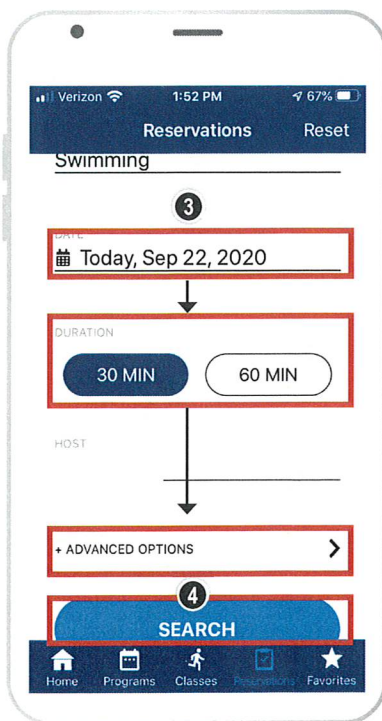 Verizon 1:52 PM 67%
Reservations Reset
Swimming
3
DATE
Today, Sep 22, 2020
DURATION
30 MIN 60 MIN
HOST
+ ADVANCED OPTIONS
4
SEARCH
Home Programs Classes Reservations Favorites